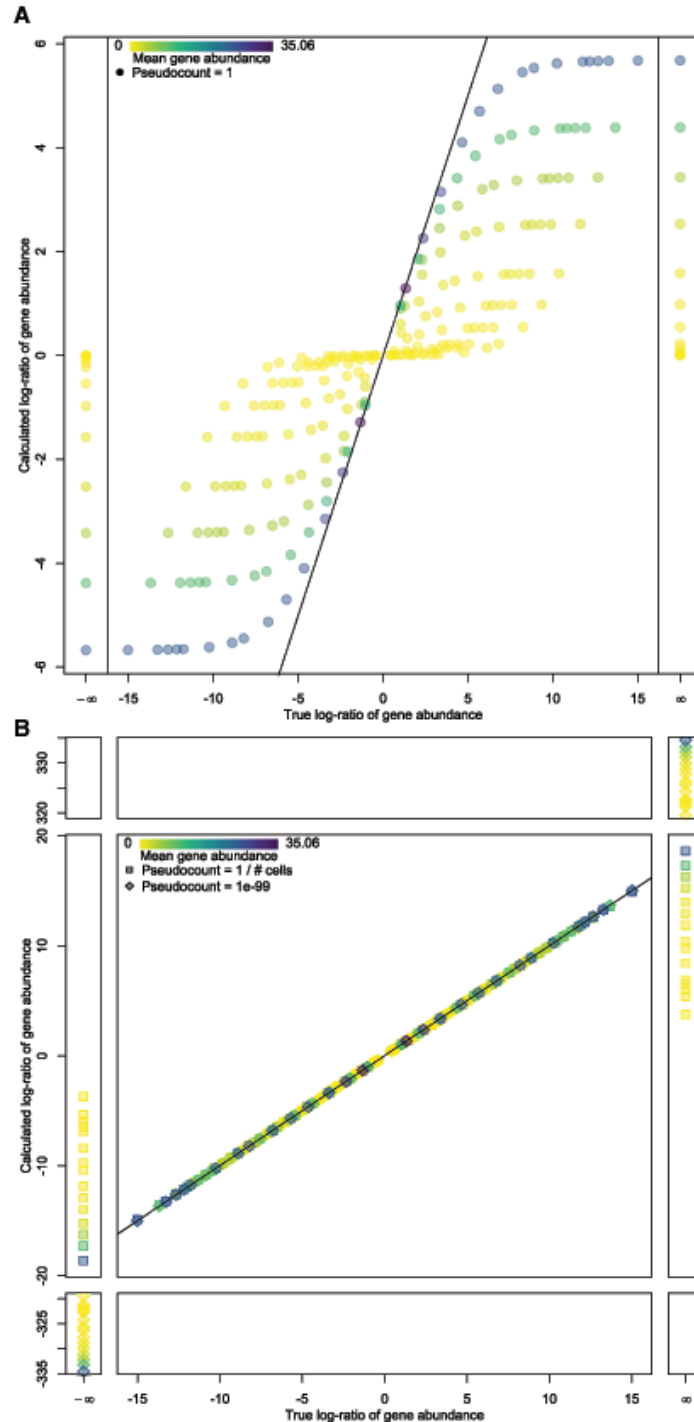 A
0 35.06
Mean gene abundance
Pseudocount = 1
6
4
2
0
-2
-4
-6
Calculated log-ratio of gene abundance
-∞ -15 -10 -5 0 5 10 15 ∞
True log-ratio of gene abundance
B
330
320
20
0 35.06
Mean gene abundance
Pseudocount = 1 / # cells
Pseudocount = 1e-99
10
0
-10
-20
Calculated log-ratio of gene abundance
-325
-335
-∞ -15 -10 -5 0 5 10 15 ∞
True log-ratio of gene abundance